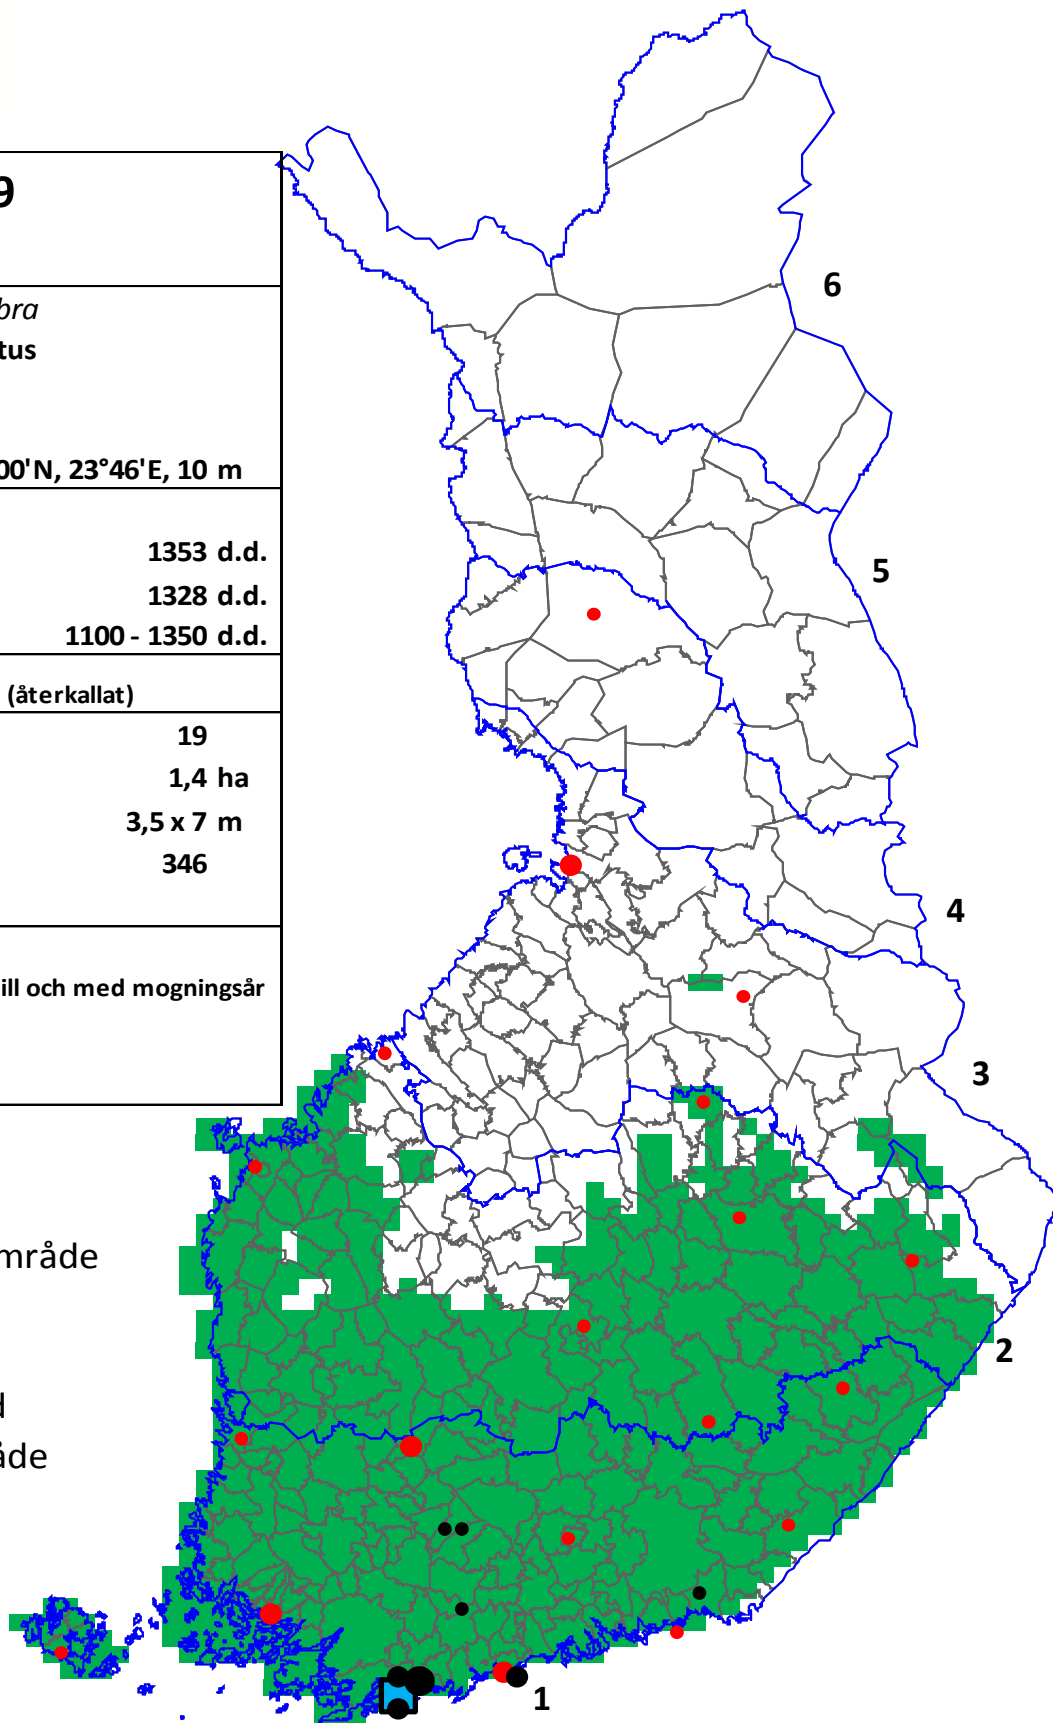 9
bra
tus
00'N, 23°46'E, 10 m
1353 d.d.
1328 d.d.
1100 - 1350 d.d.
(återkallat)
19
1,4 ha
3,5 x 7 m
346
ill och med mogningsår
område
d
åde
6
5
4
3
2
1